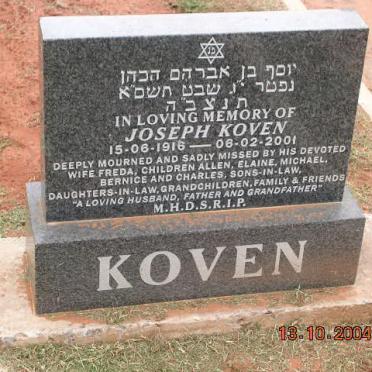 פ נ
יוסף בן אברהם הכהן
נפטר י"ג שבט תשס"א
ת נ צ ב ה
IN LOVING MEMORY OF
JOSEPH KOVEN
15-06-1916 — 06-02-2001
DEEPLY MOURNED AND SADLY MISSED BY HIS DEVOTED
WIFE FREDA, CHILDREN ALLEN, ELAINE, MICHAEL,
BERNICE AND CHARLES, SONS-IN-LAW,
DAUGHTERS-IN-LAW, GRANDCHILDREN, FAMILY & FRIENDS
"A LOVING HUSBAND, FATHER AND GRANDFATHER"
M.H.D.S.R.I.P.
KOVEN
13.10.2004